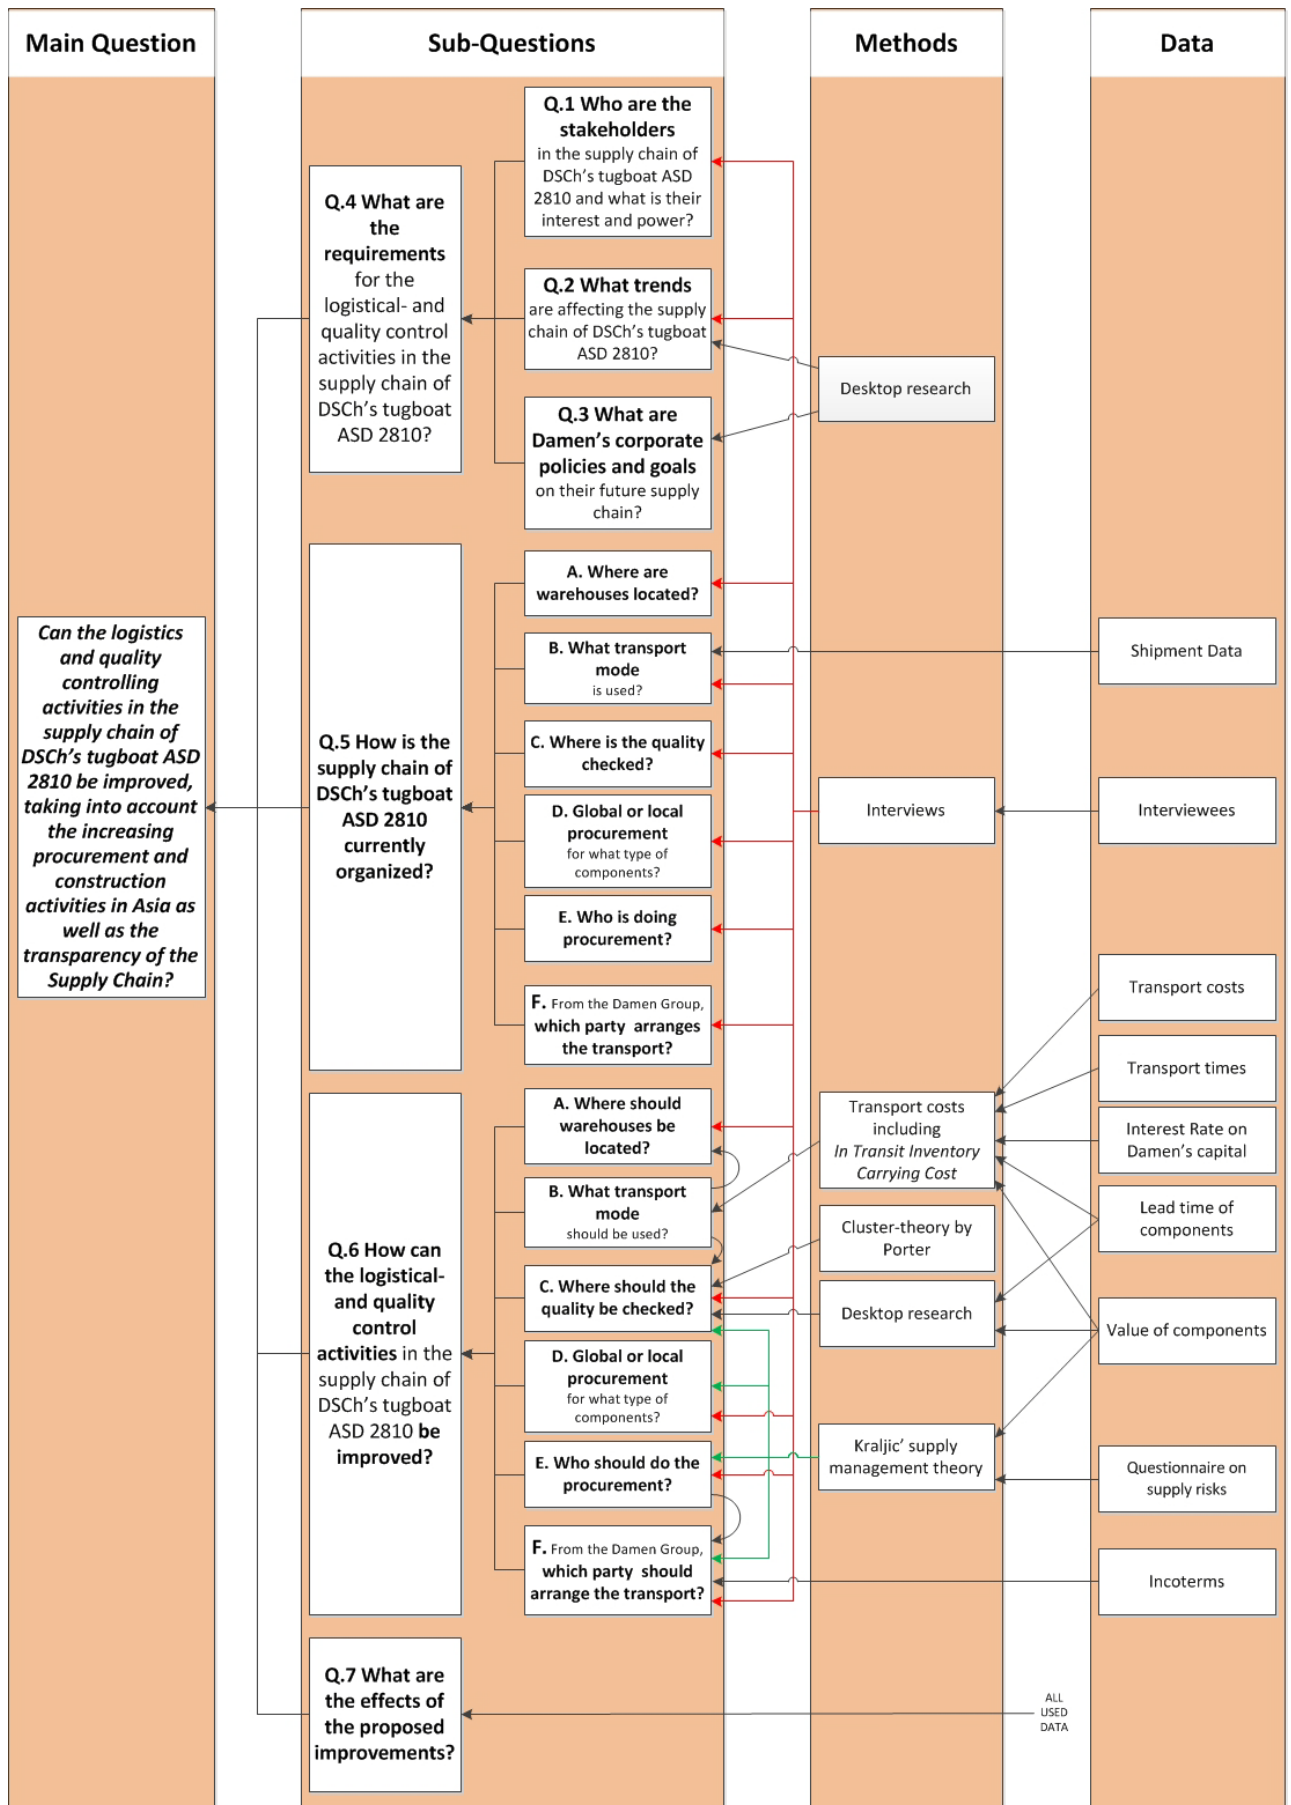 Main Question
Sub-Questions
Methods
Data
Can the logistics
and quality
controlling
activities in the
supply chain of
DSCh's tugboat ASD
2810 be improved,
taking into account
the increasing
procurement and
construction
activities in Asia as
well as the
transparency of the
Supply Chain?
Q.4 What are
the
requirements
for the
logistical- and
quality control
activities in the
supply chain of
DSCh's tugboat
ASD 2810?
Q.1 Who are the
stakeholders
in the supply chain of
DSCh's tugboat ASD
2810 and what is their
interest and power?
Q.2 What trends
are affecting the supply
chain of DSCh's tugboat
ASD 2810?
Q.3 What are
Damen's corporate
policies and goals
on their future supply
chain?
Q.5 How is the
supply chain of
DSCh's tugboat
ASD 2810
currently
organized?
A. Where are
warehouses located?
B. What transport
mode
is used?
C. Where is the quality
checked?
D. Global or local
procurement
for what type of
components?
E. Who is doing
procurement?
F. From the Damen Group,
which party arranges
the transport?
Q.6 How can
the logistical-
and quality
control
activities in the
supply chain of
DSCh's tugboat
ASD 2810 be
improved?
A. Where should
warehouses be
located?
B. What transport
mode
should be used?
C. Where should the
quality be checked?
D. Global or local
procurement
for what type of
components?
E. Who should do the
procurement?
F. From the Damen Group,
which party should
arrange the transport?
Q.7 What are
the effects of
the proposed
improvements?
Desktop research
Interviews
Transport costs
including
In Transit Inventory
Carrying Cost
Cluster-theory by
Porter
Desktop research
Kraljic' supply
management theory
Shipment Data
Interviewees
Transport costs
Transport times
Interest Rate on
Damen's capital
Lead time of
components
Value of components
Questionnaire on
supply risks
Incoterms
ALL
USED
DATA